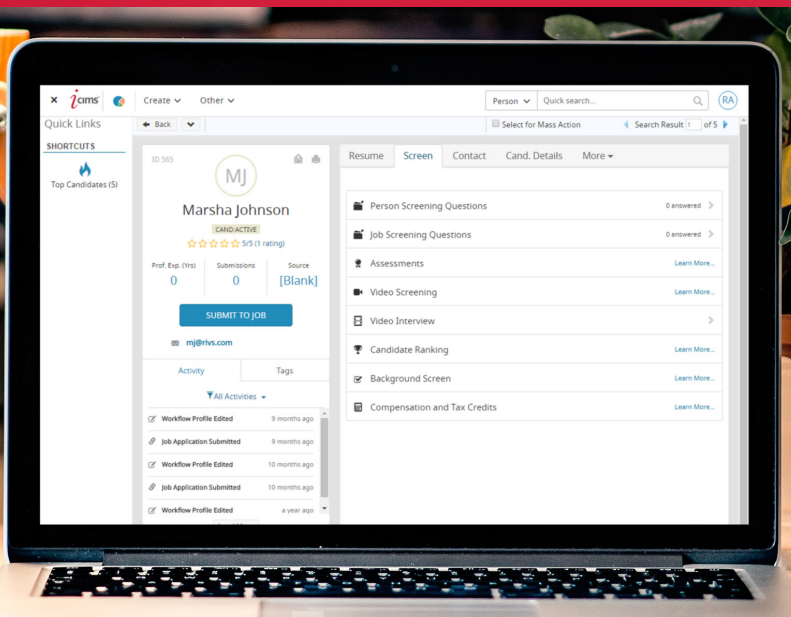 × icims Create Other Person Quick search... RA
Quick Links Back Select for Mass Action Search Result 1 of 5
SHORTCUTS
Top Candidates (5)
ID 565
MJ
Marsha Johnson
CAND:ACTIVE
5/5 (1 rating)
Prof. Exp. (Yrs) Submissions Source
0 0 [Blank]
SUBMIT TO JOB
mj@rivs.com
Activity Tags
All Activities
Workflow Profile Edited 9 months ago
Job Application Submitted 9 months ago
Workflow Profile Edited 10 months ago
Job Application Submitted 10 months ago
Workflow Profile Edited a year ago
Resume Screen Contact Cand. Details More
Person Screening Questions 0 answered
Job Screening Questions 0 answered
Assessments Learn More...
Video Screening Learn More...
Video Interview
Candidate Ranking Learn More...
Background Screen Learn More...
Compensation and Tax Credits Learn More...